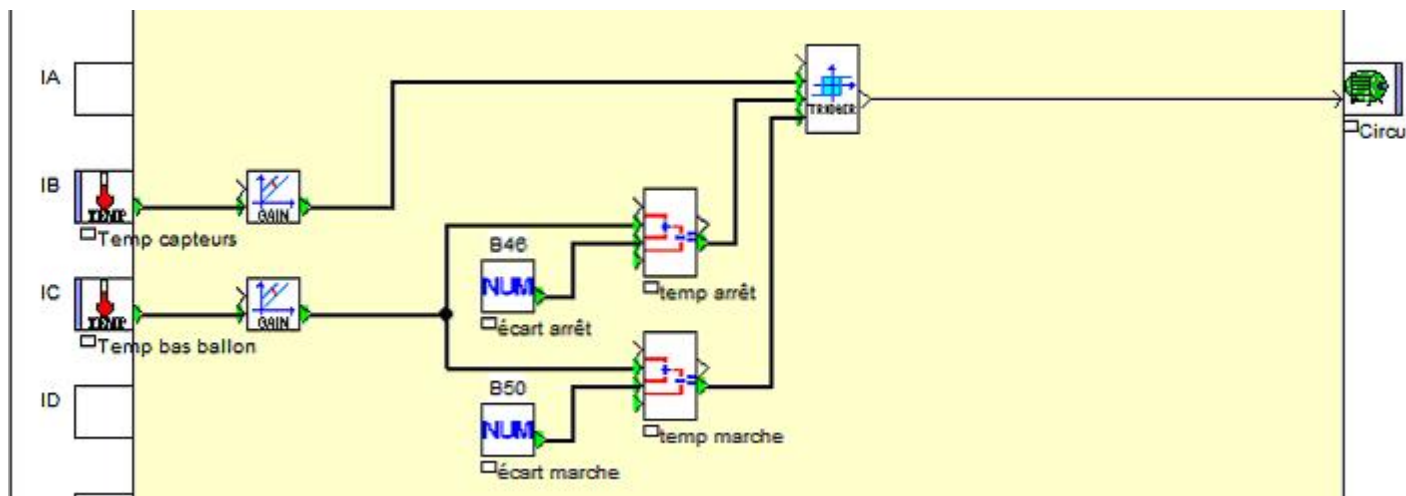 IA
TRIGGER
Circu
IB
TEMP
GAIN
Temp capteurs
B46
NUM
temp arrêt
écart arrêt
IC
TEMP
GAIN
Temp bas ballon
B50
NUM
temp marche
écart marche
ID